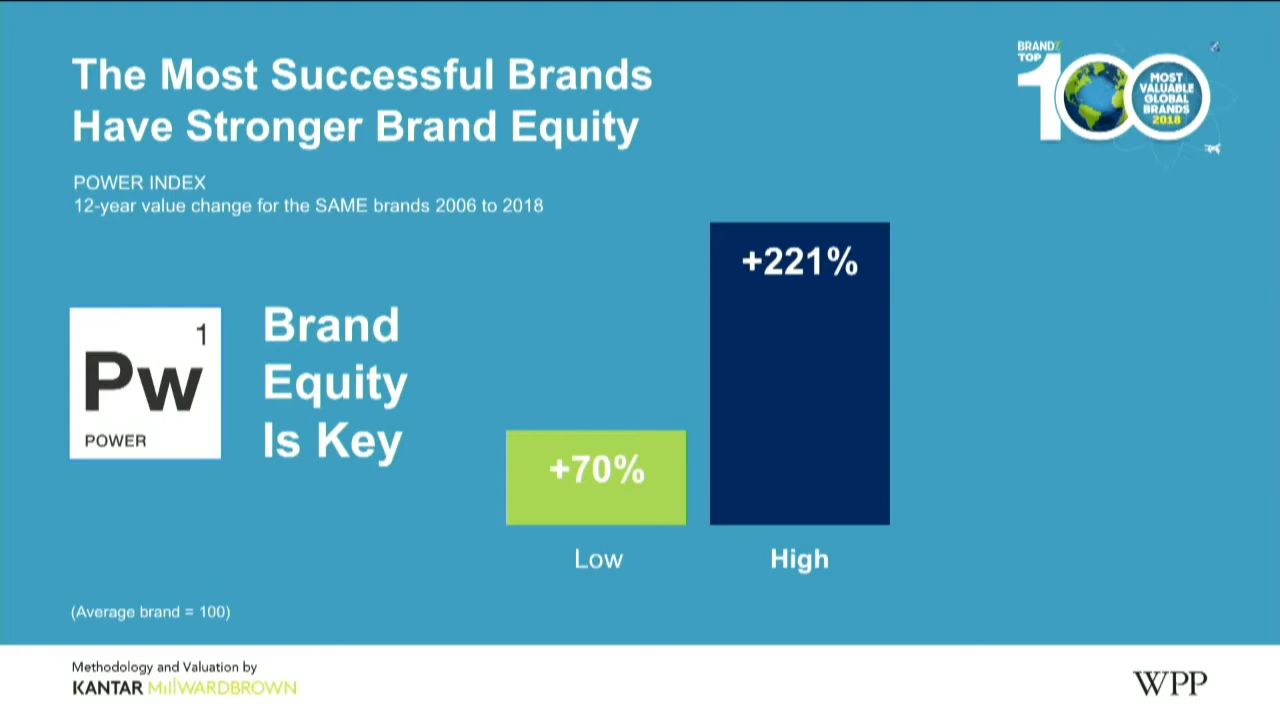 The Most Successful Brands
Have Stronger Brand Equity
BRANDZ
TOP
100
MOST
VALUABLE
GLOBAL
BRANDS
2018
POWER INDEX
12-year value change for the SAME brands 2006 to 2018
+221%
1
Pw
POWER
Brand
Equity
Is Key
+70%
Low
High
(Average brand = 100)
Methodology and Valuation by
KANTAR MillWARDBROWN
WPP